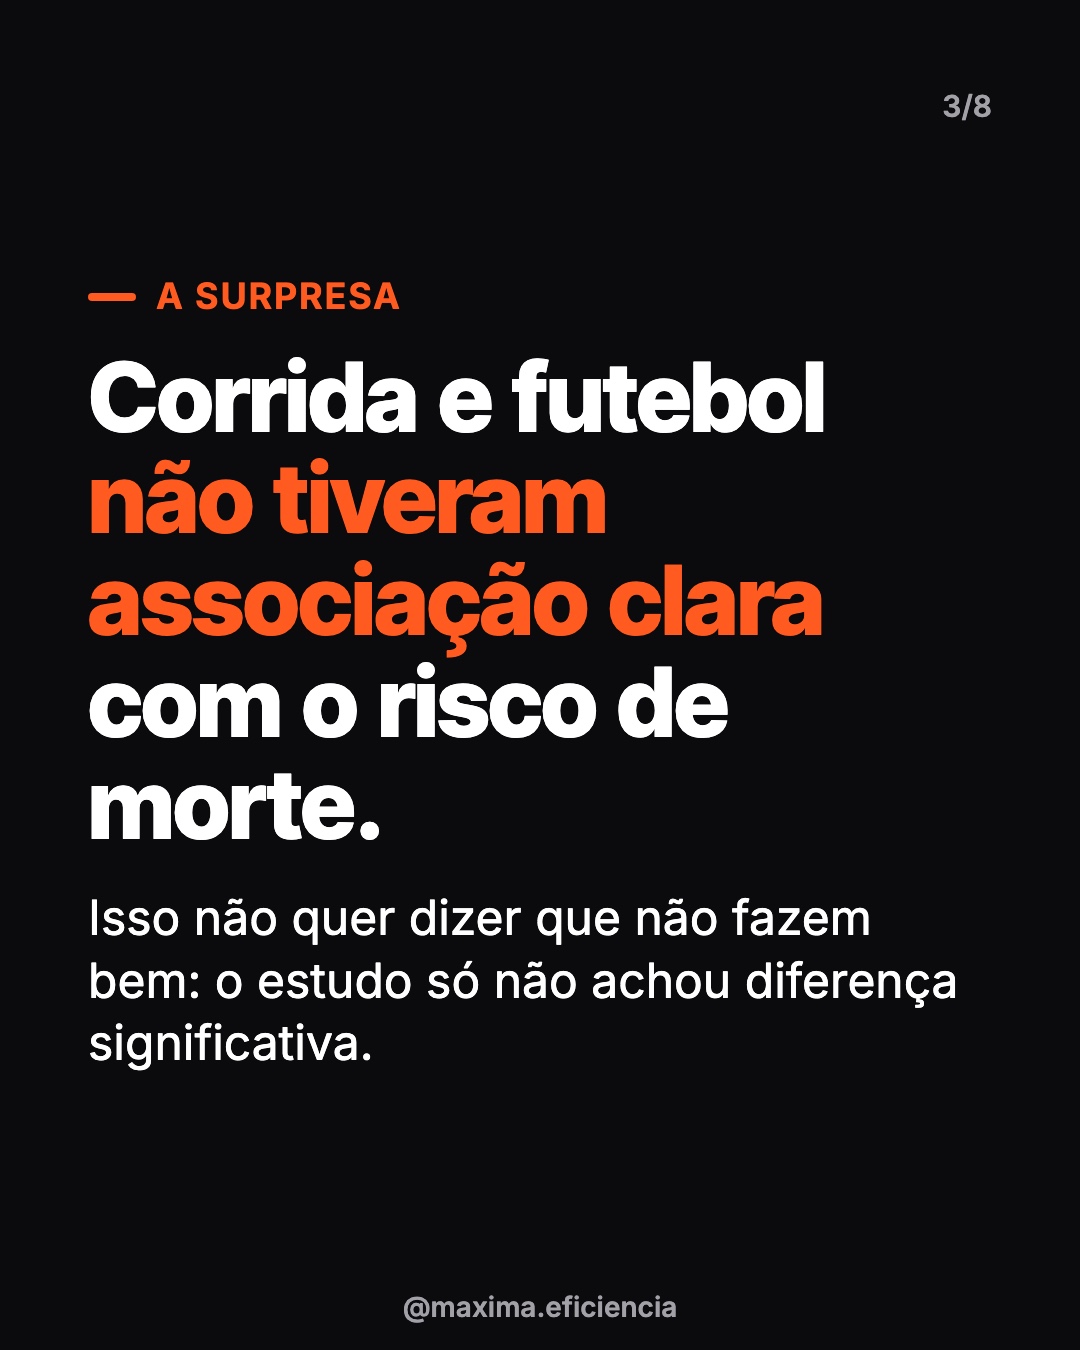 3/8
A SURPRESA
Corrida e futebol
não tiveram
associação clara
com o risco de
morte.
Isso não quer dizer que não fazem
bem: o estudo só não achou diferença
significativa.
@maxima.eficiencia